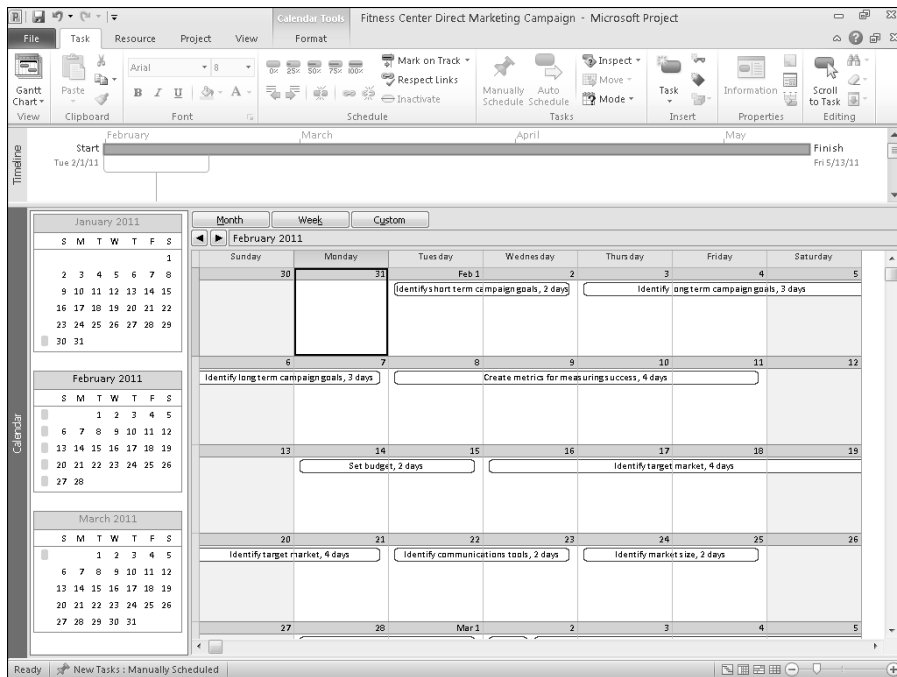 Calendar Tools
Fitness Center Direct Marketing Campaign - Microsoft Project
File Task Resource Project View Format
Gantt Chart
View
Paste
Clipboard
Arial 8
B I U A
Font
0% 25% 50% 75% 100%
Mark on Track
Respect Links
Inactivate
Schedule
Manually Schedule
Auto Schedule
Inspect
Move
Mode
Tasks
Task
Insert
Information
Properties
Scroll to Task
Editing
Timeline
February March April May
Start
Tue 2/1/11
Finish
Fri 5/13/11
Calendar
January 2011
S M T W T F S
1
2 3 4 5 6 7 8
9 10 11 12 13 14 15
16 17 18 19 20 21 22
23 24 25 26 27 28 29
30 31
February 2011
S M T W T F S
1 2 3 4 5
6 7 8 9 10 11 12
13 14 15 16 17 18 19
20 21 22 23 24 25 26
27 28
March 2011
S M T W T F S
1 2 3 4 5
6 7 8 9 10 11 12
13 14 15 16 17 18 19
20 21 22 23 24 25 26
27 28 29 30 31
Month Week Custom
February 2011
Sunday Monday Tuesday Wednesday Thursday Friday Saturday
30 31 Feb 1 2 3 4 5
Identify short term campaign goals, 2 days Identify long term campaign goals, 3 days
6 7 8 9 10 11 12
Identify long term campaign goals, 3 days Create metrics for measuring success, 4 days
13 14 15 16 17 18 19
Set budget, 2 days Identify target market, 4 days
20 21 22 23 24 25 26
Identify target market, 4 days Identify communications tools, 2 days Identify market size, 2 days
27 28 Mar 1 2 3 4 5
Ready New Tasks : Manually Scheduled